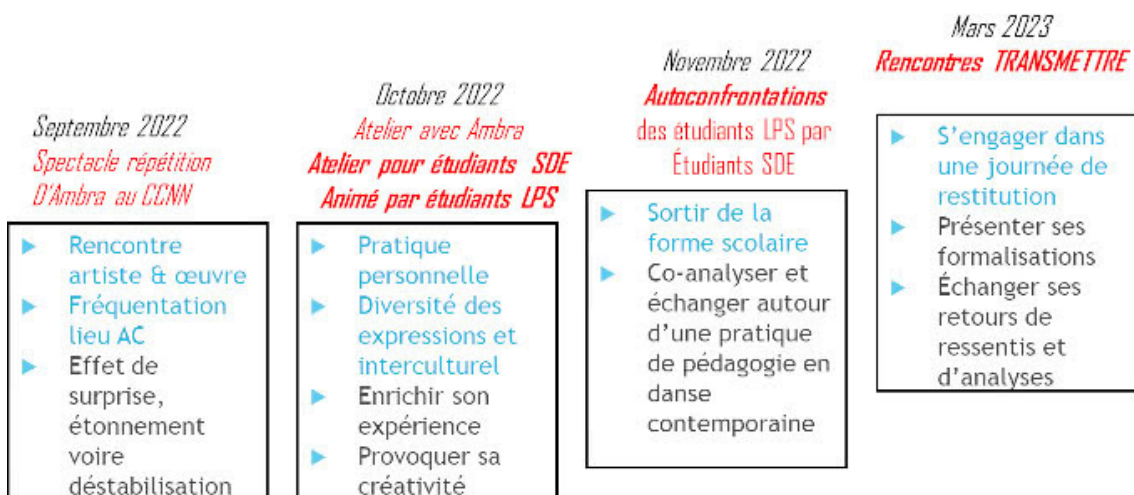 Septembre 2022
Spectacle répétition
D'Ambra au CCNN
Rencontre
artiste & œuvre
Fréquentation
lieu AC
Effet de
surprise,
étonnement
voire
déstabilisation
Octobre 2022
Atelier avec Ambra
Atelier pour étudiants SDE
Animé par étudiants LPS
Pratique
personnelle
Diversité des
expressions et
interculturel
Enrichir son
expérience
Provoquer sa
créativité
Novembre 2022
Autoconfrontations
des étudiants LPS par
Étudiants SDE
Sortir de la
forme scolaire
Co-analyser et
échanger autour
d'une pratique
de pédagogie en
danse
contemporaine
Mars 2023
Rencontres TRANSMETTRE
S'engager dans
une journée de
restitution
Présenter ses
formalisations
Échanger ses
retours de
ressentis et
d'analyses